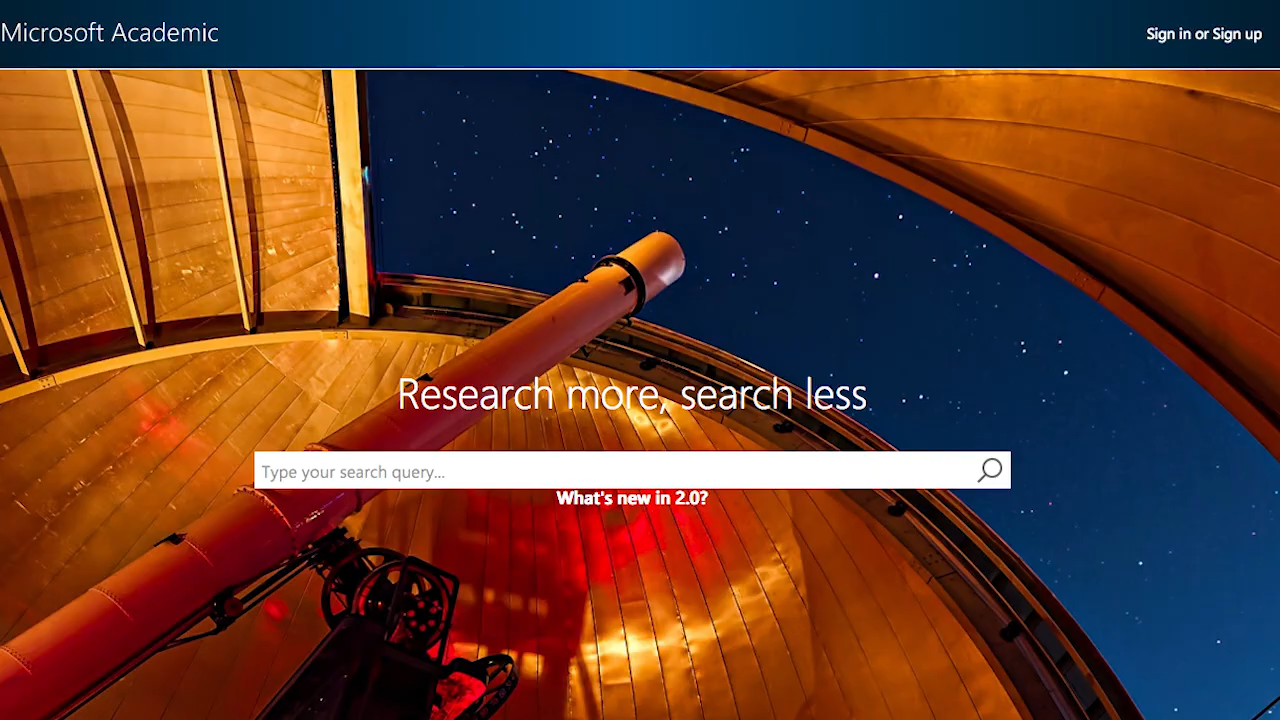 Microsoft Academic
Sign in or Sign up
Research more, search less
Type your search query...
What's new in 2.0?